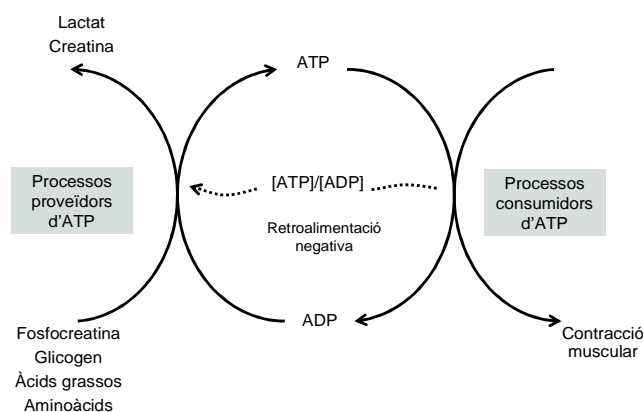 Lactat
Creatina
ATP
Processos
proveïdors
d'ATP
[ATP]/[ADP]
Retroalimentació
negativa
Processos
consumidors
d'ATP
ADP
Fosfocreatina
Glicogen
Àcids grassos
Aminoàcids
Contracció
muscular